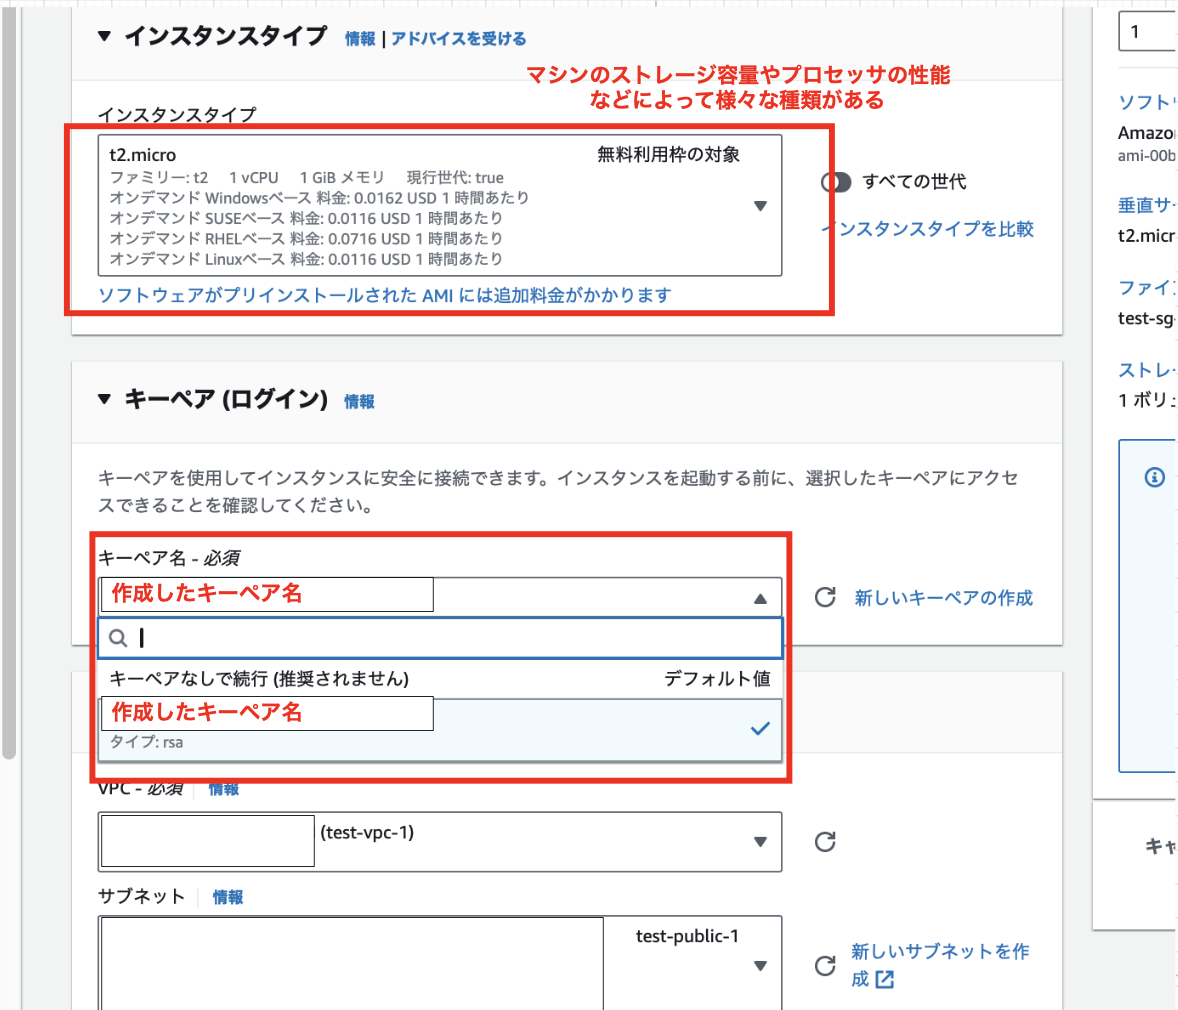 ▼ インスタンスタイプ 情報 | アドバイスを受ける
マシンのストレージ容量やプロセッサの性能
などによって様々な種類がある
インスタンスタイプ
t2.micro 無料利用枠の対象
ファミリー: t2 1 vCPU 1 GiB メモリ 現行世代: true
オンデマンド Windowsベース 料金: 0.0162 USD 1 時間あたり
オンデマンド SUSEベース 料金: 0.0116 USD 1 時間あたり
オンデマンド RHELベース 料金: 0.0716 USD 1 時間あたり
オンデマンド Linuxベース 料金: 0.0116 USD 1 時間あたり
すべての世代
インスタンスタイプを比較
ソフトウェアがプリインストールされた AMI には追加料金がかかります
▼ キーペア (ログイン) 情報
キーペアを使用してインスタンスに安全に接続できます。インスタンスを起動する前に、選択したキーペアにアクセ
スできることを確認してください。
キーペア名 - 必須
作成したキーペア名
新しいキーペアの作成
キーペアなしで続行 (推奨されません) デフォルト値
作成したキーペア名
タイプ: rsa
VPC - 必須 情報
(test-vpc-1)
サブネット 情報
test-public-1
新しいサブネットを作
成
1
ソフト
Amazo
ami-00b
垂直サ
t2.micr
ファイ
test-sg
ストレー
1 ボリ
キャ